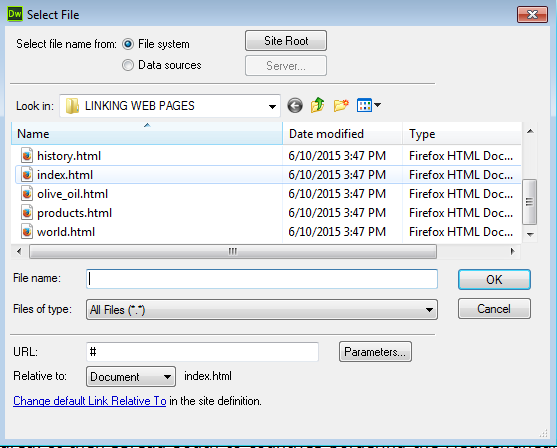 Dw Select File
Select file name from: File system Site Root
Data sources Server...
Look in: LINKING WEB PAGES
Name Date modified Type
history.html 6/10/2015 3:47 PM Firefox HTML Doc...
index.html 6/10/2015 3:47 PM Firefox HTML Doc...
olive_oil.html 6/10/2015 3:47 PM Firefox HTML Doc...
products.html 6/10/2015 3:47 PM Firefox HTML Doc...
world.html 6/10/2015 3:47 PM Firefox HTML Doc...
File name: OK
Files of type: All Files (*.*) Cancel
URL: # Parameters...
Relative to: Document index.html
Change default Link Relative To in the site definition.